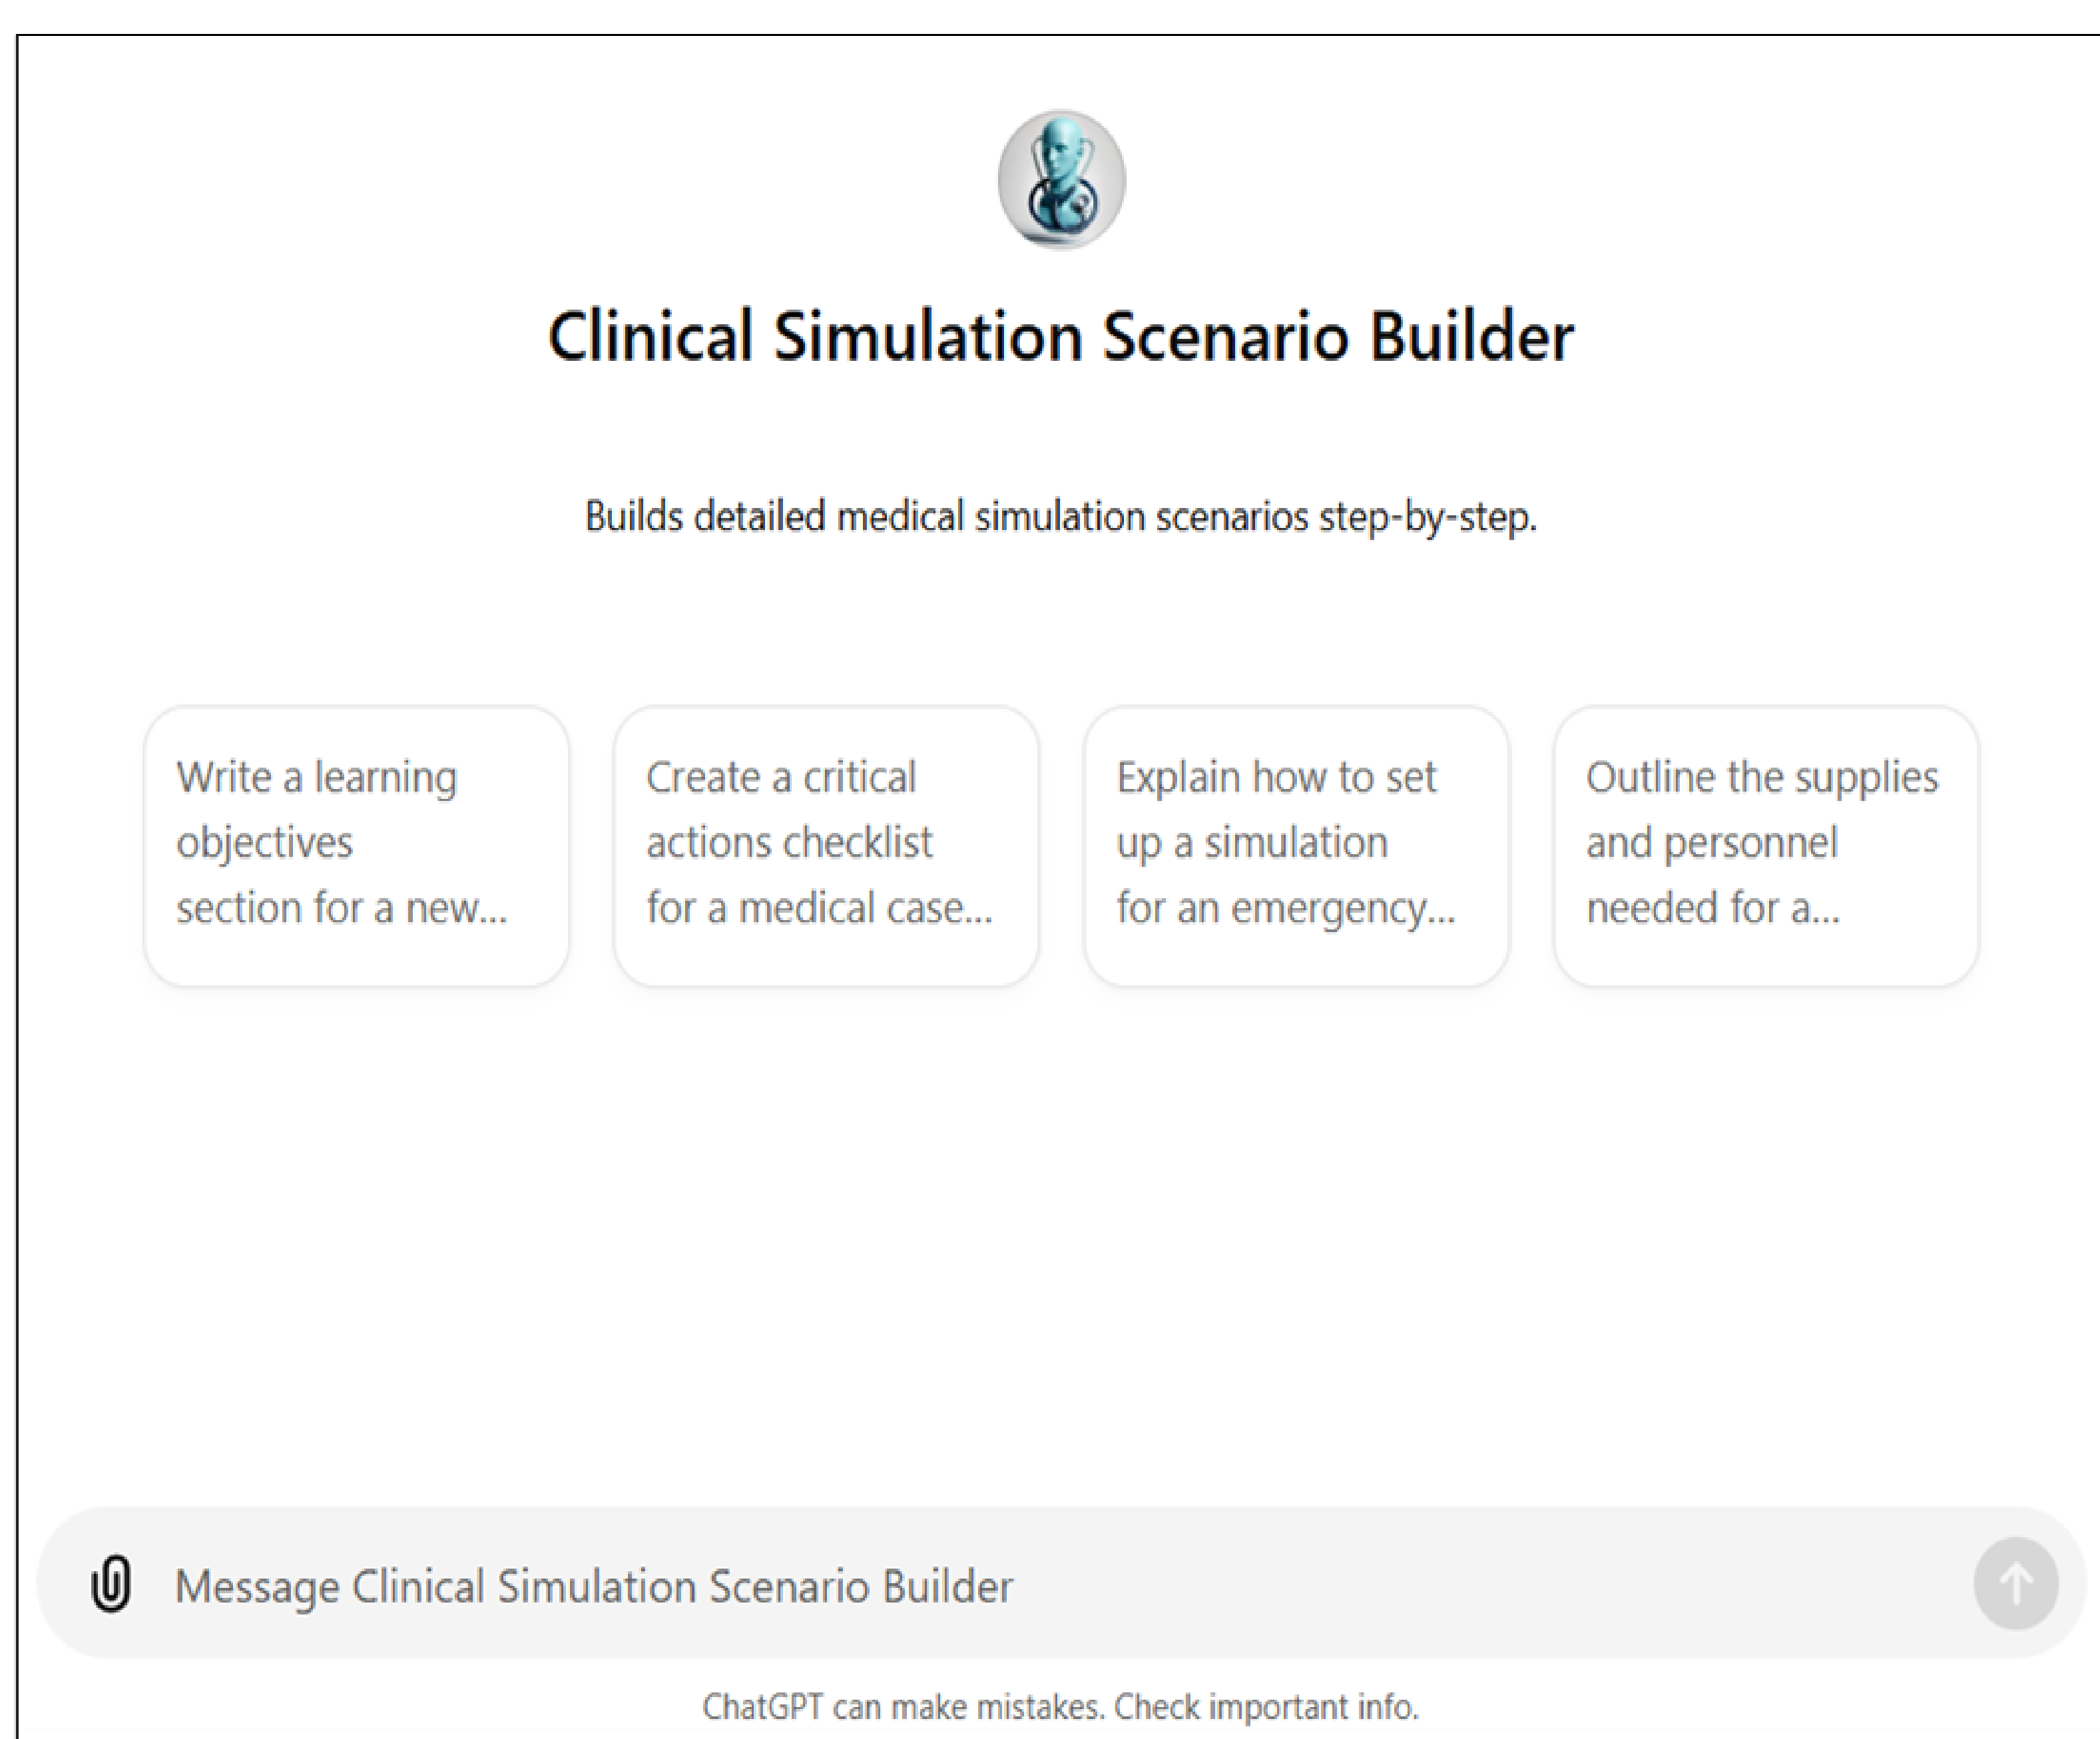 Clinical Simulation Scenario Builder
Builds detailed medical simulation scenarios step-by-step.
Write a learning
objectives
section for a new...
Create a critical
actions checklist
for a medical case...
Explain how to set
up a simulation
for an emergency...
Outline the supplies
and personnel
needed for a...
Message Clinical Simulation Scenario Builder
ChatGPT can make mistakes. Check important info.